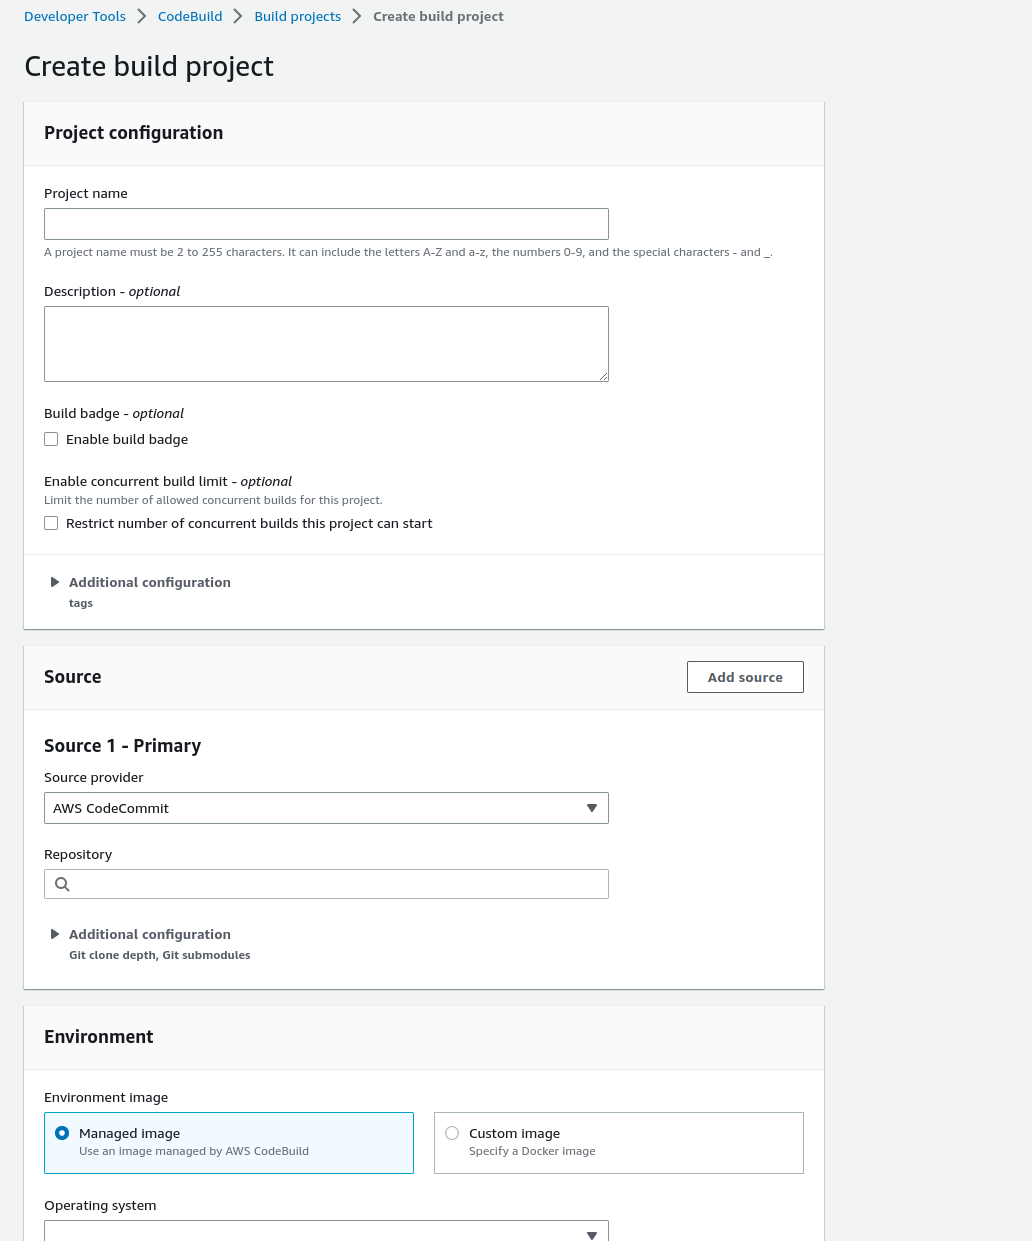 Developer Tools > CodeBuild > Build projects > Create build project
Create build project
Project configuration
Project name
A project name must be 2 to 255 characters. It can include the letters A-Z and a-z, the numbers 0-9, and the special characters - and _.
Description - optional
Build badge - optional
Enable build badge
Enable concurrent build limit - optional
Limit the number of allowed concurrent builds for this project.
Restrict number of concurrent builds this project can start
Additional configuration
tags
Source
Add source
Source 1 - Primary
Source provider
AWS CodeCommit
Repository
Additional configuration
Git clone depth, Git submodules
Environment
Environment image
Managed image
Use an image managed by AWS CodeBuild
Custom image
Specify a Docker image
Operating system